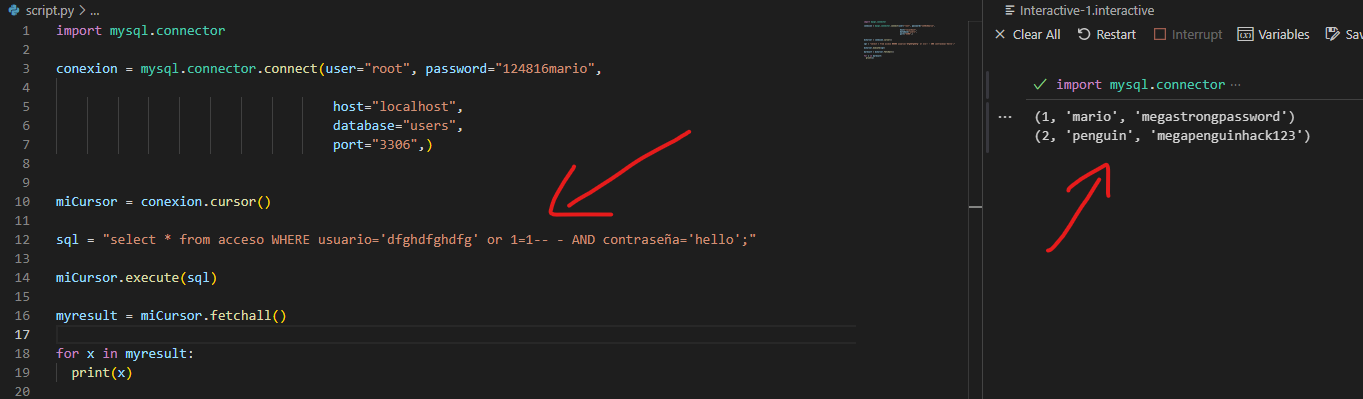 script.py > ...
1 import mysql.connector
2
3 conexion = mysql.connector.connect(user="root", password="124816mario",
4
5 host="localhost",
6 database="users",
7 port="3306",)
8
9
10 miCursor = conexion.cursor()
11
12 sql = "select * from acceso WHERE usuario='dfghdfghdfg' or 1=1-- - AND contraseña='hello';"
13
14 miCursor.execute(sql)
15
16 myresult = miCursor.fetchall()
17
18 for x in myresult:
19 print(x)
20
Interactive-1.interactive
Clear All Restart Interrupt Variables Sav
import mysql.connector ...
(1, 'mario', 'megastrongpassword')
(2, 'penguin', 'megapenguinhack123')